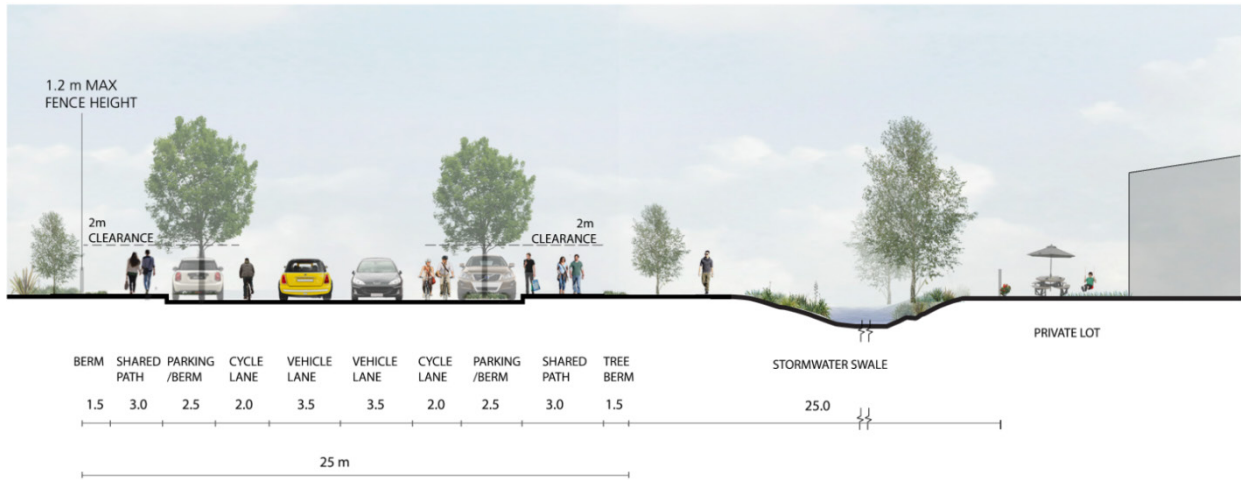 1.2 m MAX
FENCE HEIGHT
2m
CLEARANCE
2m
CLEARANCE
PRIVATE LOT
BERM SHARED PARKING CYCLE VEHICLE VEHICLE CYCLE PARKING SHARED TREE STORMWATER SWALE
PATH /BERM LANE LANE LANE LANE /BERM PATH BERM
1.5 3.0 2.5 2.0 3.5 3.5 2.0 2.5 3.0 1.5 25.0
25 m